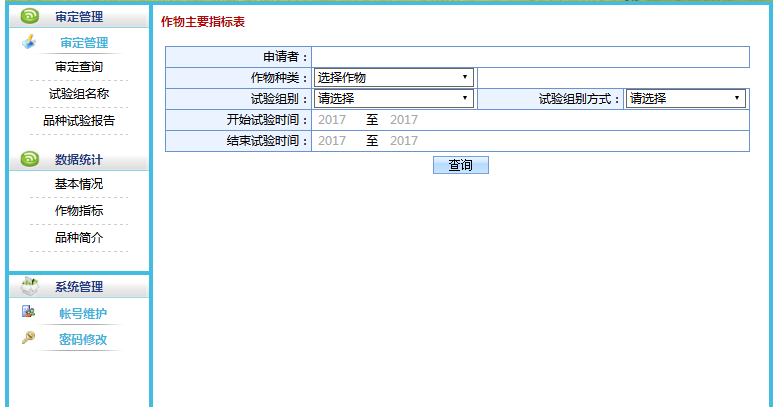 审定管理
审定管理
审定查询
试验组名称
品种试验报告
数据统计
基本情况
作物指标
品种简介
系统管理
帐号维护
密码修改
作物主要指标表
申请者：
作物种类： 选择作物
试验组别： 请选择 试验组别方式： 请选择
开始试验时间： 2017 至 2017
结束试验时间： 2017 至 2017
查询